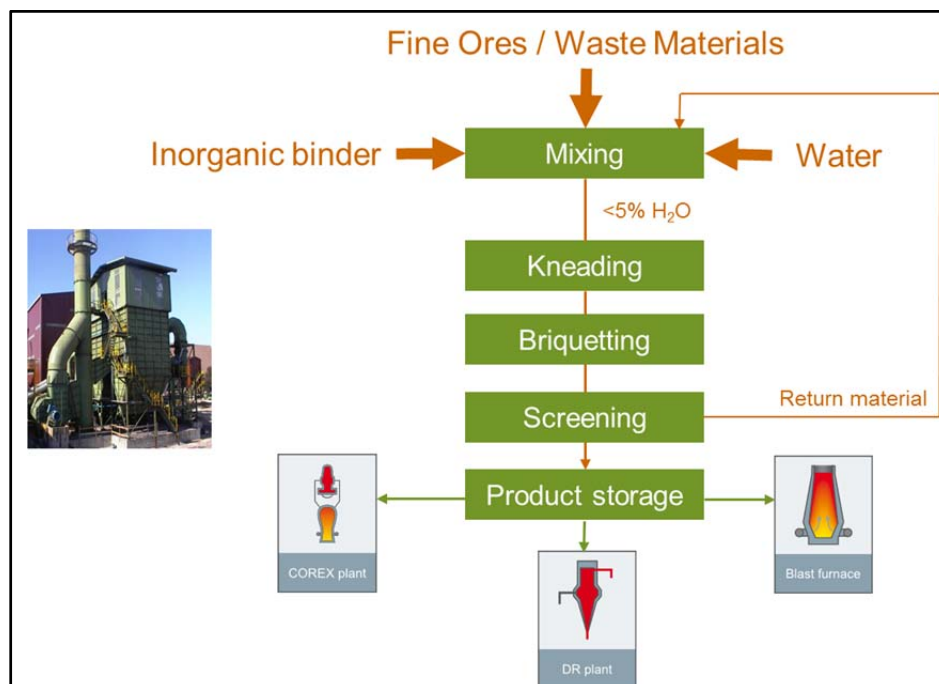 Fine Ores / Waste Materials
Inorganic binder
Mixing
Water
<5% H₂O
Kneading
Briquetting
Screening
Return material
Product storage
COREX plant
Blast furnace
DR plant